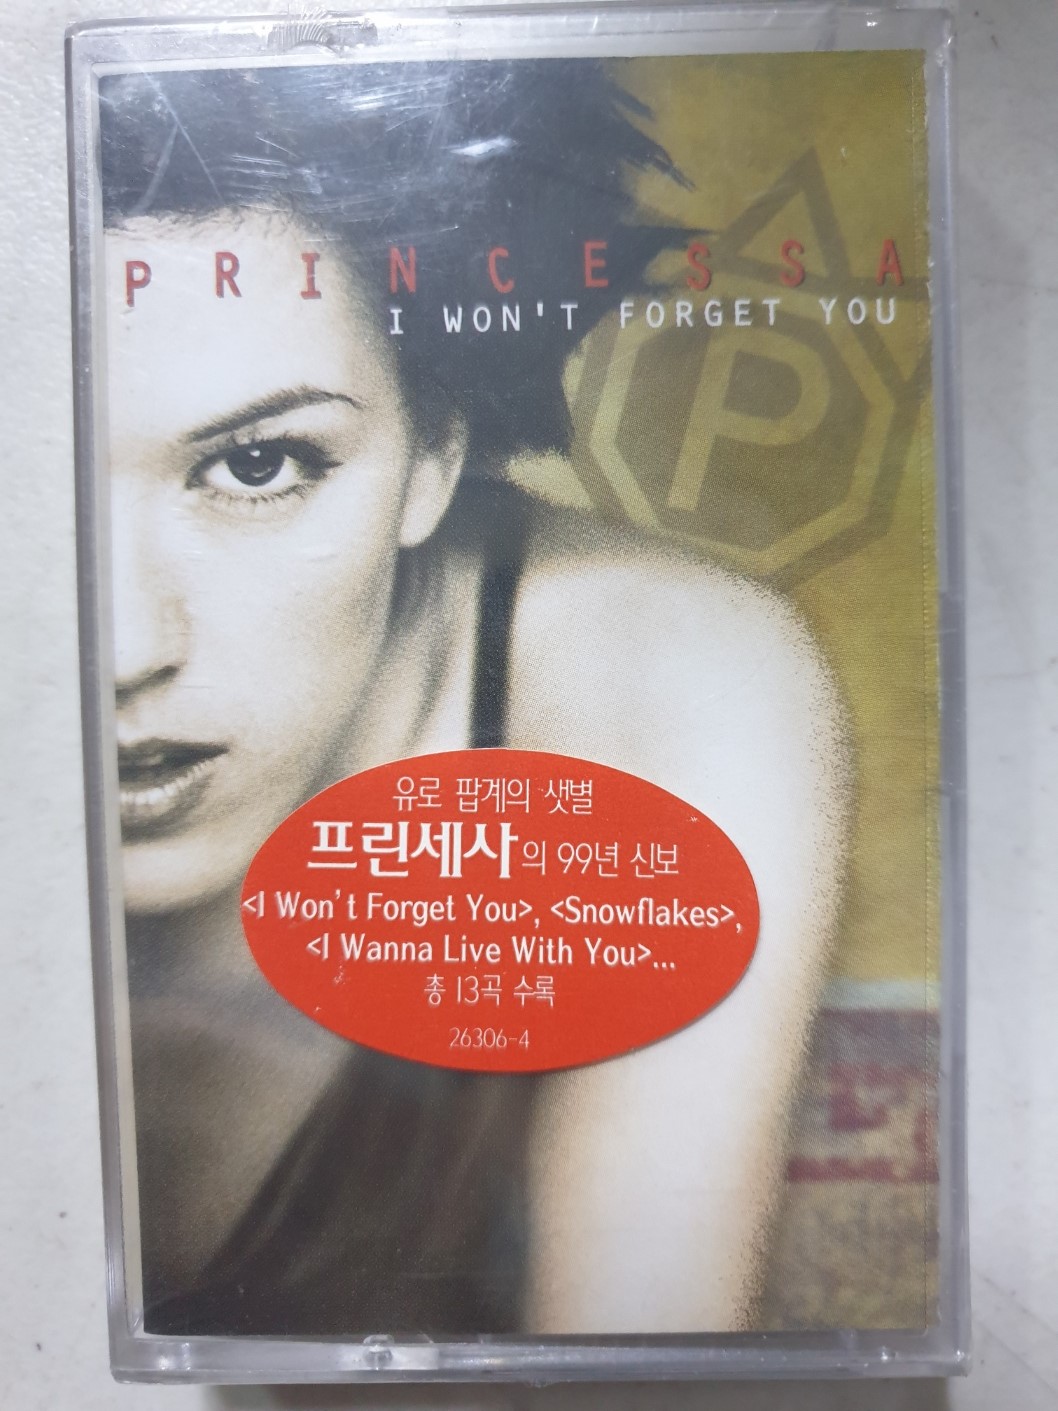 PRINCESSA
I WON'T FORGET YOU
P
유로 팝계의 샛별
프린세사의 99년 신보
<I Won't Forget You>, <Snowflakes>,
<I Wanna Live With You>...
총 13곡 수록
26306-4